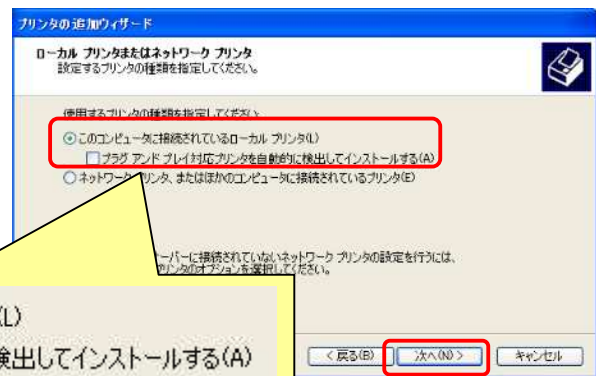 プリンタの追加ウィザード
ローカル プリンタまたはネットワーク プリンタ
設定するプリンタの種類を指定してください。
使用するプリンタの種類を指定してください
このコンピュータに接続されているローカル プリンタ(L)
プラグ アンド プレイ対応プリンタを自動的に検出してインストールする(A)
ネットワーク プリンタ、またはほかのコンピュータに接続されているプリンタ(E)
ーバーに接続されていないネットワーク プリンタの設定を行うには、
プリンタのオプションを選択してください。
(L)
検出してインストールする(A)
< 戻る(B) 次へ(N) > キャンセル